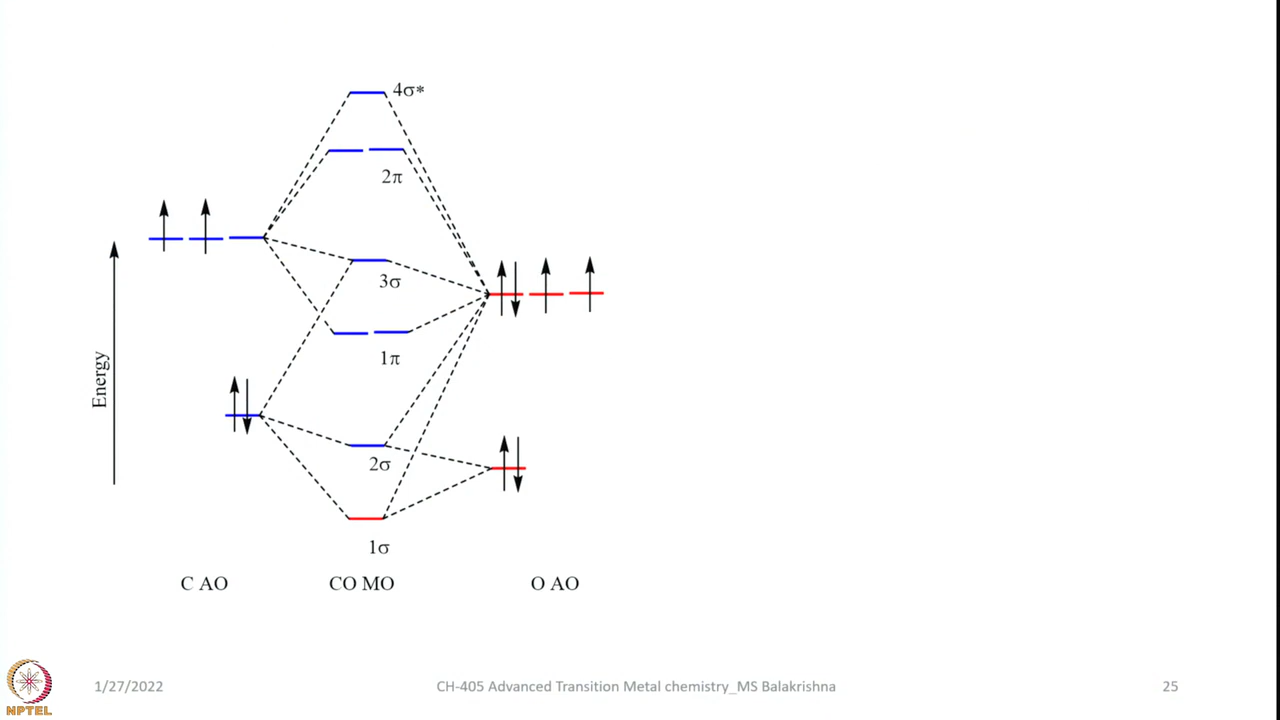 4σ*
2π
3σ
1π
Energy
2σ
1σ
C AO
CO MO
O AO
NPTEL
1/27/2022
CH-405 Advanced Transition Metal chemistry_MS Balakrishna
25